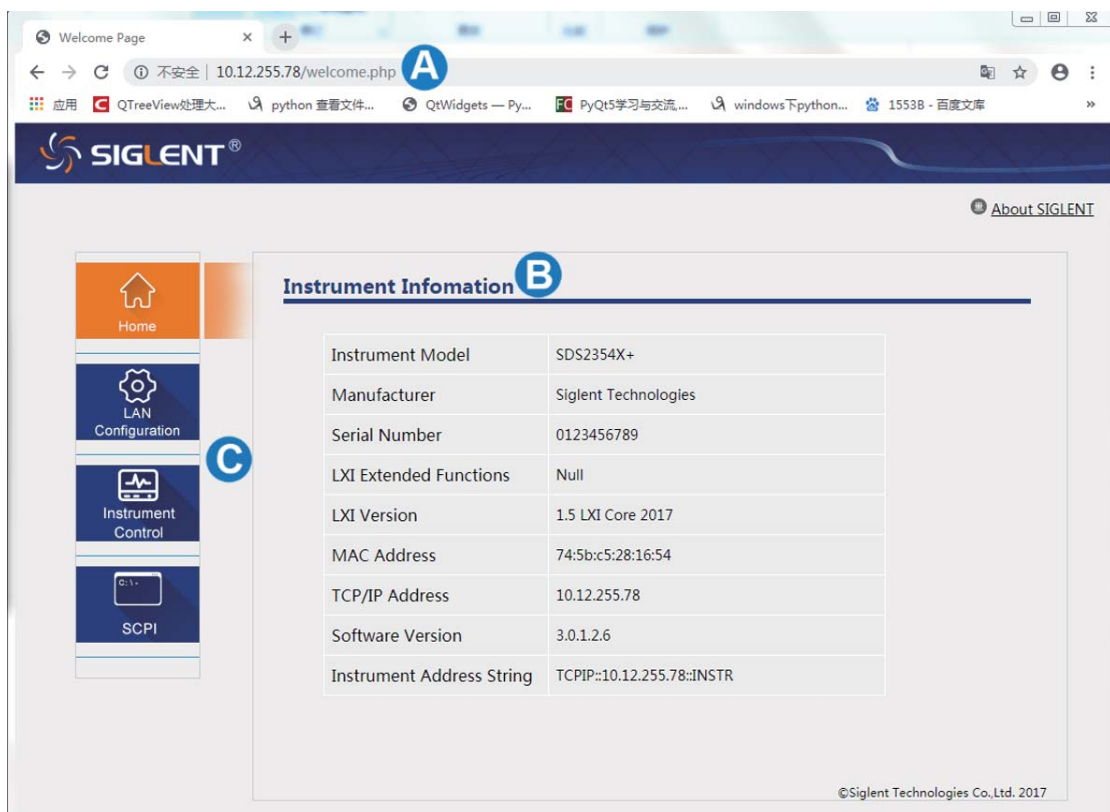 Welcome Page
不安全 | 10.12.255.78/welcome.php
A
应用 QTreeView处理大... python 查看文件... QtWidgets — Py... PyQt5学习与交流,... windows下python... 1553B - 百度文库 »
SIGLENT®
About SIGLENT
Home
LAN
Configuration
Instrument
Control
C:\-
SCPI
C
Instrument Infomation
B
Instrument Model SDS2354X+
Manufacturer Siglent Technologies
Serial Number 0123456789
LXI Extended Functions Null
LXI Version 1.5 LXI Core 2017
MAC Address 74:5b:c5:28:16:54
TCP/IP Address 10.12.255.78
Software Version 3.0.1.2.6
Instrument Address String TCPIP::10.12.255.78::INSTR
©Siglent Technologies Co.,Ltd. 2017